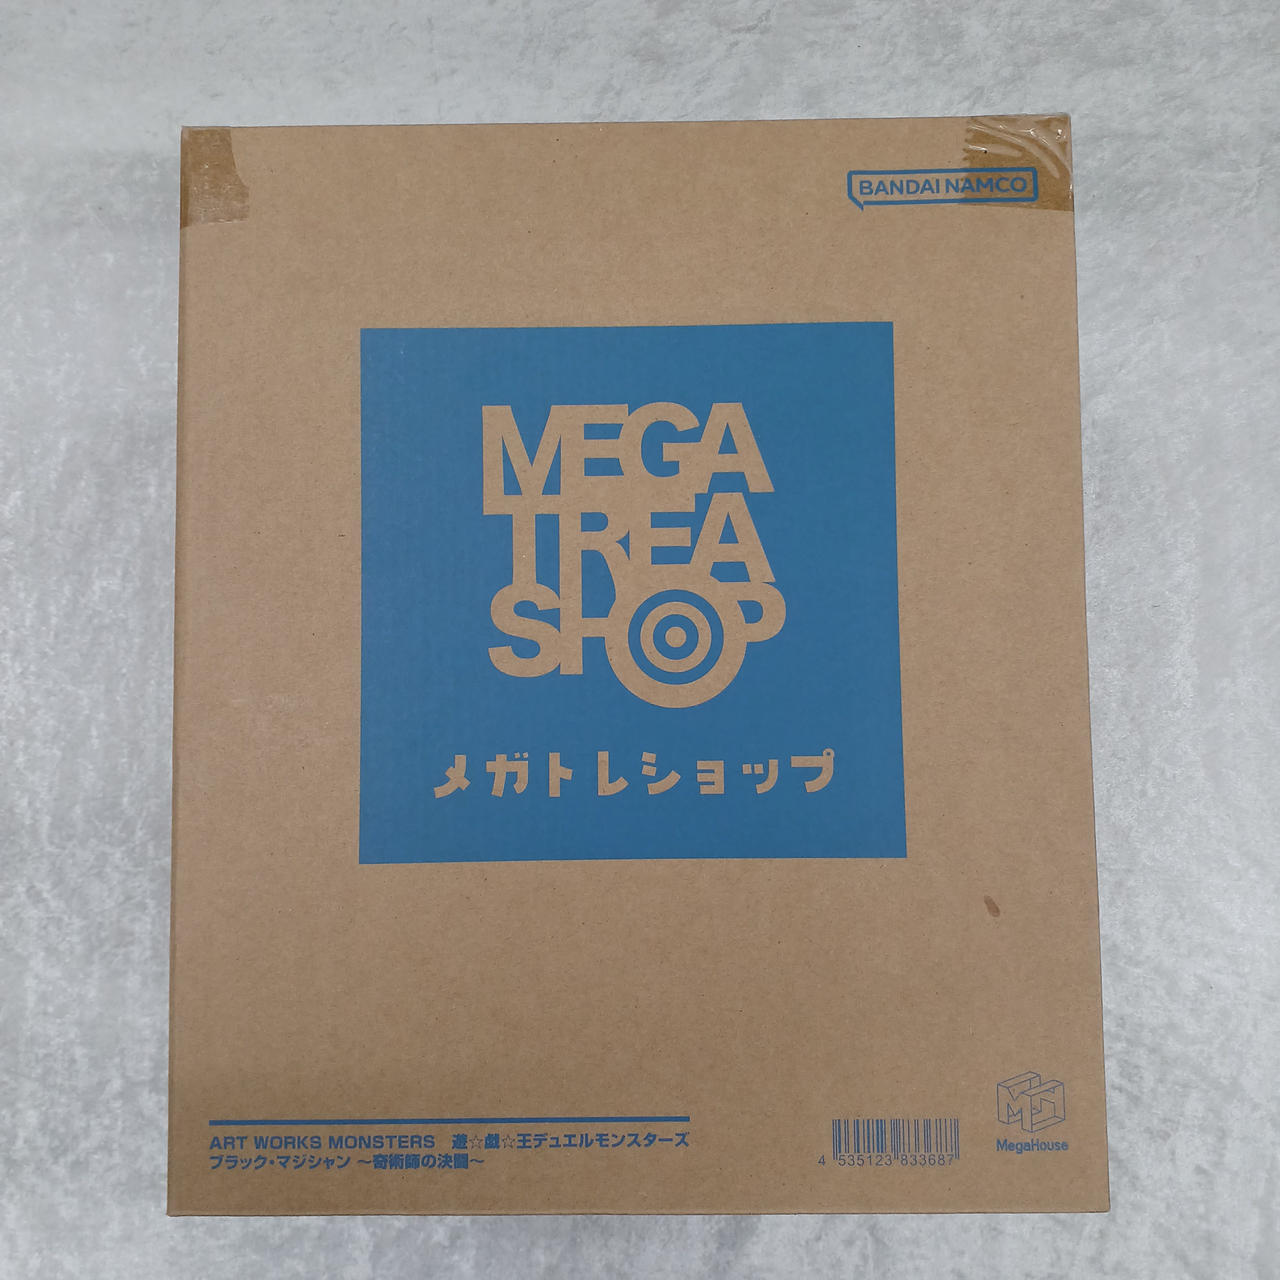 BANDAI NAMCO
MEGA
TREA
SHOP
メガトレショップ
ART WORKS MONSTERS 遊☆戯☆王デュエルモンスターズ
ブラック・マジシャン ～奇術師の決闘～
4 535123 833687
MegaHouse